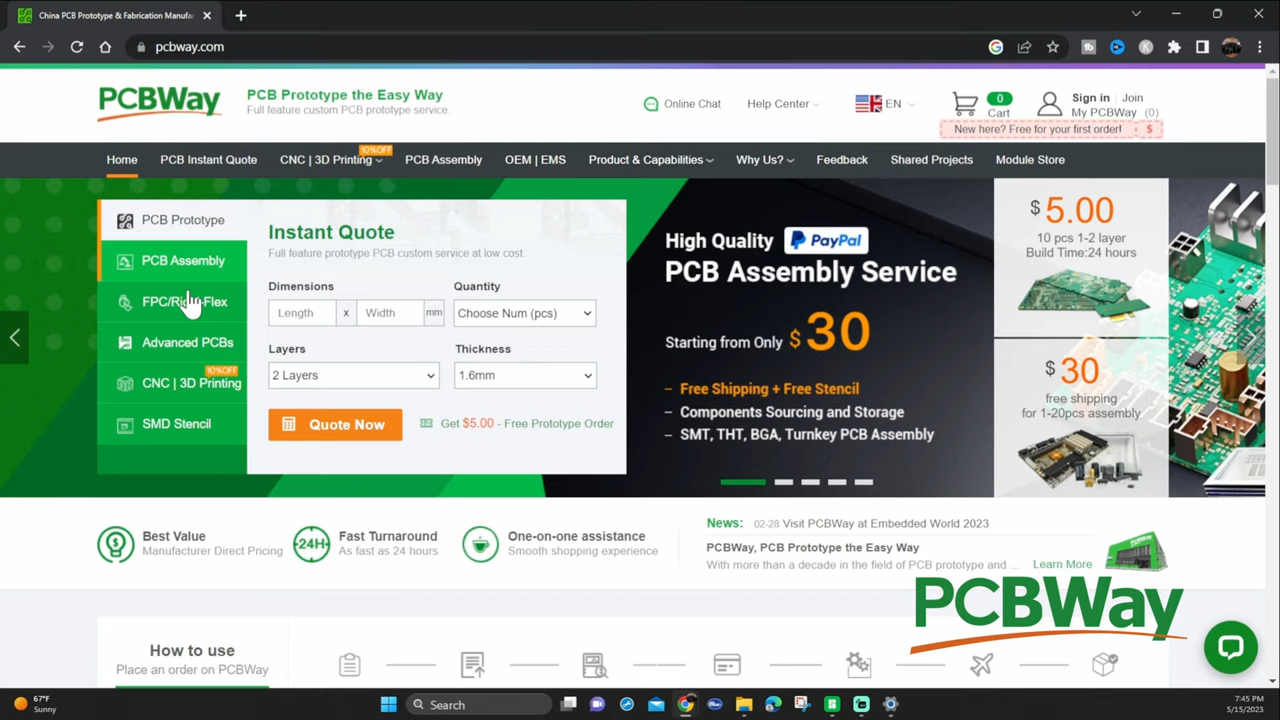 China PCB Prototype & Fabrication Manufa
pcbway.com
PCBWay
PCB Prototype the Easy Way
Full feature custom PCB prototype service.
Online Chat
Help Center
EN
0
Cart
Sign in
Join
My PCBWay (0)
New here? Free for your first order!
$
Home
PCB Instant Quote
CNC | 3D Printing
10%OFF
PCB Assembly
OEM | EMS
Product & Capabilities
Why Us?
Feedback
Shared Projects
Module Store
PCB Prototype
PCB Assembly
FPC/Rigid-Flex
Advanced PCBs
10%OFF
CNC | 3D Printing
SMD Stencil
Instant Quote
Full feature prototype PCB custom service at low cost.
Dimensions
Quantity
Length
x
Width
mm
Choose Num (pcs)
Layers
Thickness
2 Layers
1.6mm
Quote Now
Get $5.00 - Free Prototype Order
High Quality PayPal
PCB Assembly Service
Starting from Only $30
– Free Shipping + Free Stencil
– Components Sourcing and Storage
– SMT, THT, BGA, Turnkey PCB Assembly
$ 5.00
10 pcs 1-2 layer
Build Time:24 hours
$ 30
free shipping
for 1-20pcs assembly
Best Value
Manufacturer Direct Pricing
24H
Fast Turnaround
As fast as 24 hours
One-on-one assistance
Smooth shopping experience
News: 02-28 Visit PCBWay at Embedded World 2023
PCBWay, PCB Prototype the Easy Way
With more than a decade in the field of PCB prototype and ...
Learn More
PCBWay
How to use
Place an order on PCBWay
67°F
Sunny
Search
7:45 PM
5/15/2023